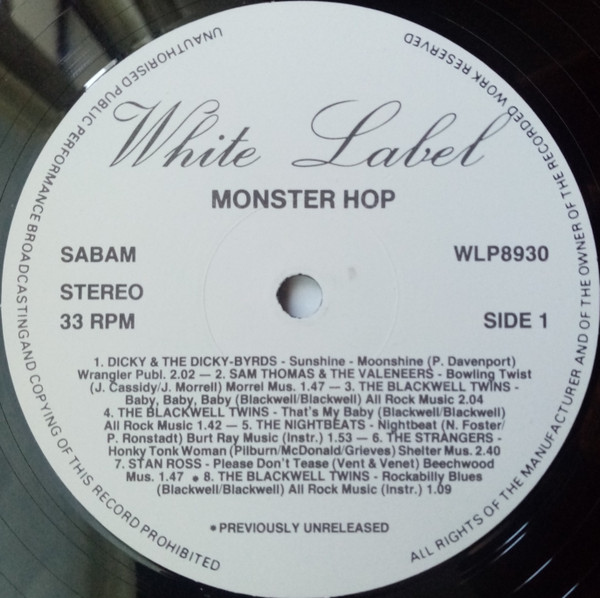 White Label
MONSTER HOP
SABAM
WLP8930
STEREO
33 RPM
SIDE 1
1. DICKY & THE DICKY-BYRDS - Sunshine - Moonshine (P. Davenport)
Wrangler Publ. 2.02 — 2. SAM THOMAS & THE VALENEERS - Bowling Twist
(J. Cassidy/J. Morrell) Morrel Mus. 1.47 — 3. THE BLACKWELL TWINS -
Baby, Baby, Baby (Blackwell/Blackwell) All Rock Music 2.04
4. THE BLACKWELL TWINS - That's My Baby (Blackwell/Blackwell)
All Rock Music 1.42 — 5. THE NIGHTBEATS - Nightbeat (N. Foster/
P. Ronstadt) Burt Ray Music (Instr.) 1.53 — 6. THE STRANGERS -
Honky Tonk Woman (Pilburn/McDonald/Grieves) Shelter Mus. 2.40
7. STAN ROSS - Please Don't Tease (Vent & Venet) Beechwood
Mus. 1.47 • 8. THE BLACKWELL TWINS - Rockabilly Blues
(Blackwell/Blackwell) All Rock Music (Instr.) 1.09
• PREVIOUSLY UNRELEASED
ALL RIGHTS OF THE MANUFACTURER AND OF THE OWNER OF THE RECORDED WORK RESERVED
UNAUTHORISED PUBLIC PERFORMANCE BROADCASTINGAND COPYING OF THIS RECORD PROHIBITED